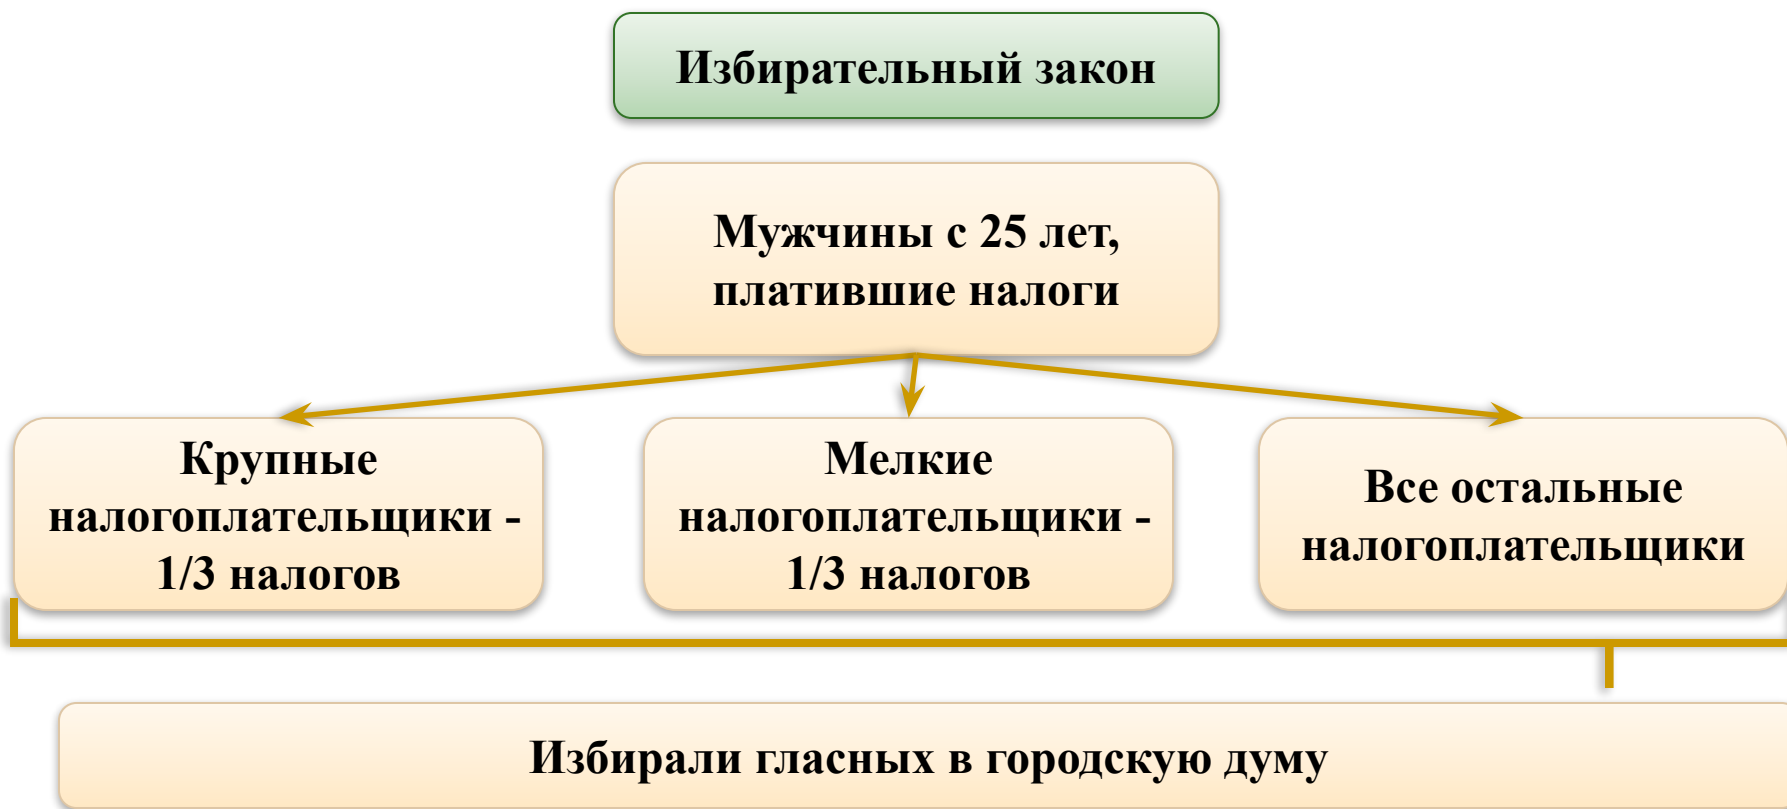 Избирательный закон
Мужчины с 25 лет,
платившие налоги
Крупные
налогоплательщики -
1/3 налогов
Мелкие
налогоплательщики -
1/3 налогов
Все остальные
налогоплательщики
Избирали гласных в городскую думу